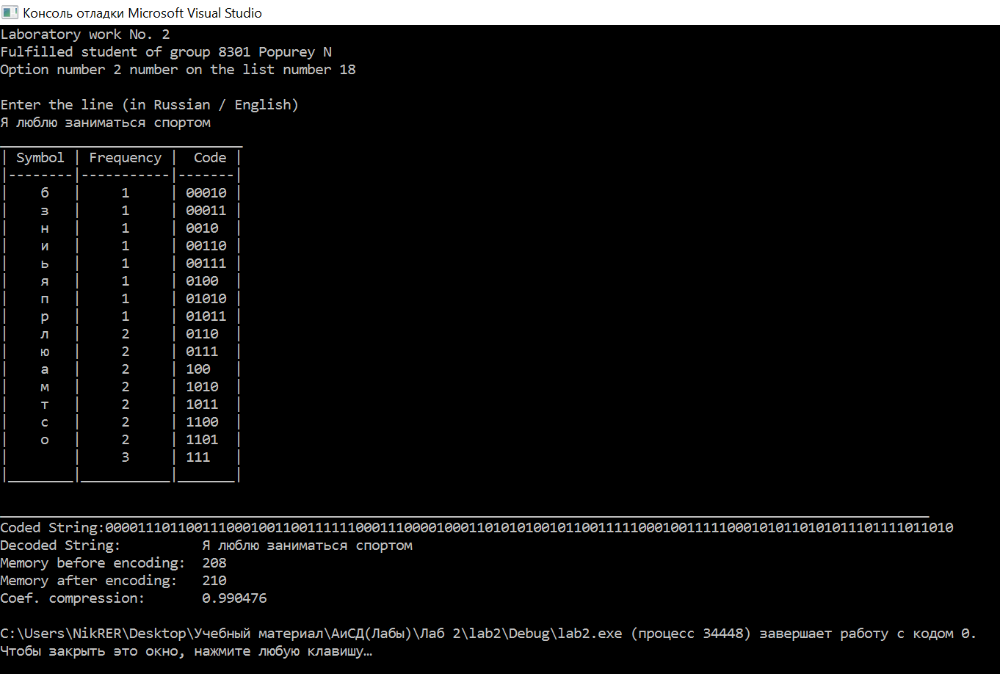 Консоль отладки Microsoft Visual Studio
Laboratory work No. 2
Fulfilled student of group 8301 Popurey N
Option number 2 number on the list number 18
Enter the line (in Russian / English)
Я люблю заниматься спортом
| Symbol | Frequency | Code |
|--------|-----------|-------|
| б | 1 | 00010 |
| з | 1 | 00011 |
| н | 1 | 0010 |
| и | 1 | 00110 |
| ь | 1 | 00111 |
| я | 1 | 0100 |
| п | 1 | 01010 |
| р | 1 | 01011 |
| л | 2 | 0110 |
| ю | 2 | 0111 |
| а | 2 | 100 |
| м | 2 | 1010 |
| т | 2 | 1011 |
| с | 2 | 1100 |
| о | 2 | 1101 |
| | 3 | 111 |
|________|___________|_______|
Coded String:000011101100111000100110011111100011100001000110101010010110011111000100111110001010110101011101111011010
Decoded String: Я люблю заниматься спортом
Memory before encoding: 208
Memory after encoding: 210
Coef. compression: 0.990476
C:\Users\NikRER\Desktop\Учебный материал\АиСД(Лабы)\Лаб 2\lab2\Debug\lab2.exe (процесс 34448) завершает работу с кодом 0.
Чтобы закрыть это окно, нажмите любую клавишу…